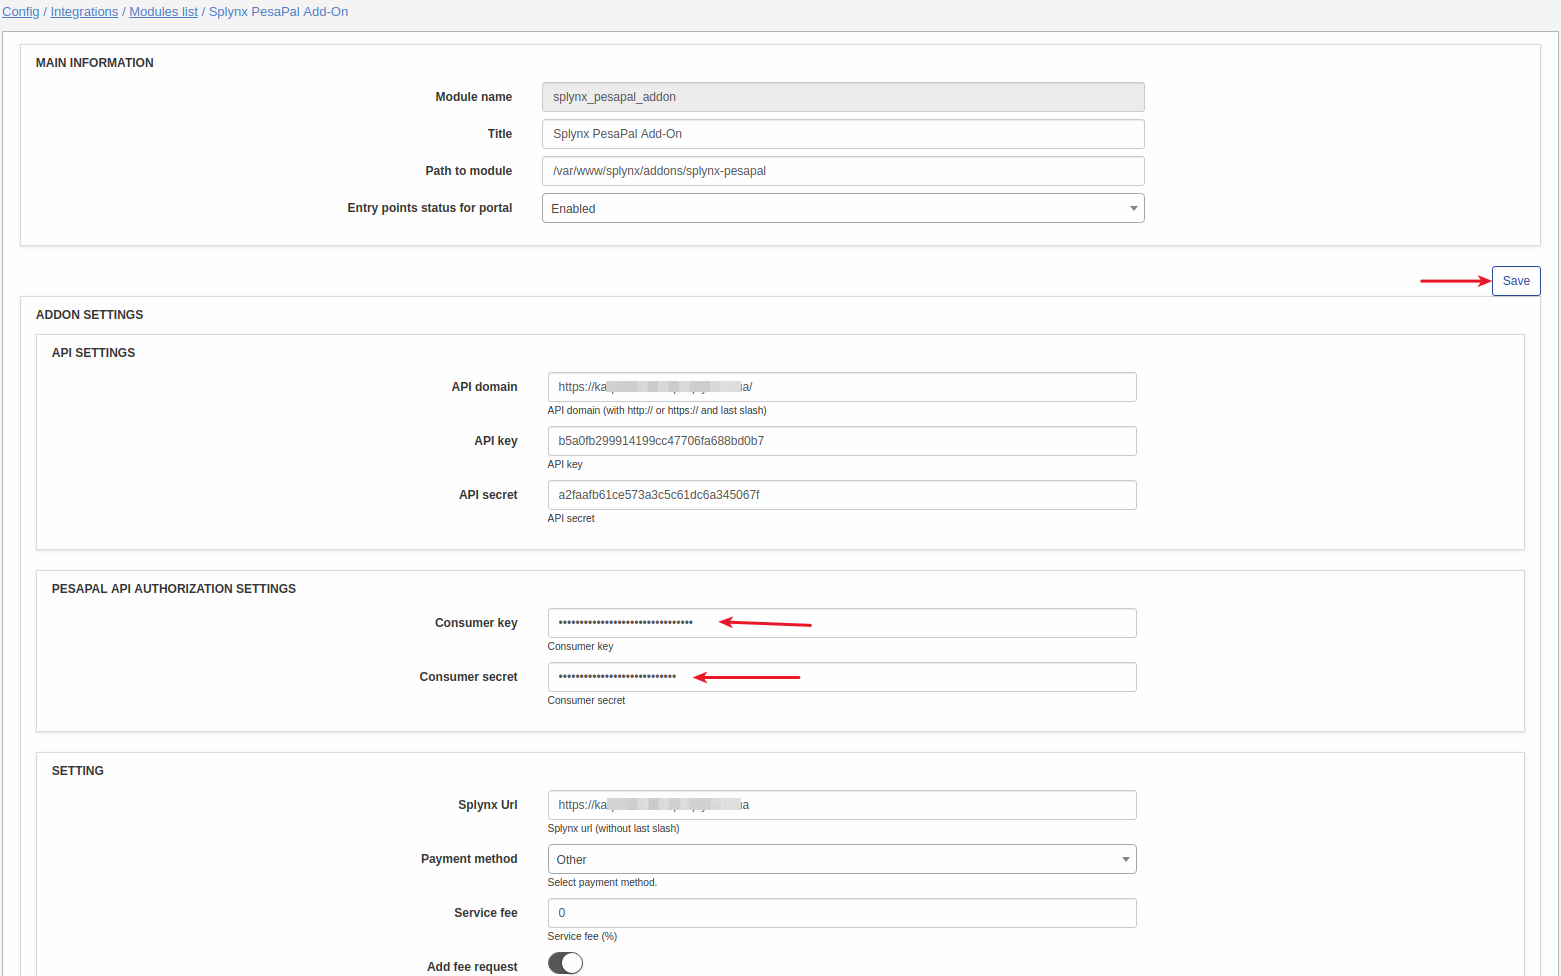 Config / Integrations / Modules list / Splynx PesaPal Add-On
MAIN INFORMATION
Module name splynx_pesapal_addon
Title Splynx PesaPal Add-On
Path to module /var/www/splynx/addons/splynx-pesapal
Entry points status for portal Enabled
Save
ADDON SETTINGS
API SETTINGS
API domain https://ka a/
API domain (with http:// or https:// and last slash)
API key b5a0fb299914199cc47706fa688bd0b7
API key
API secret a2faafb61ce573a3c5c61dc6a345067f
API secret
PESAPAL API AUTHORIZATION SETTINGS
Consumer key ••••••••••••••••••••••••••••••••
Consumer key
Consumer secret ••••••••••••••••••••••••••••
Consumer secret
SETTING
Splynx Url https://ka a
Splynx url (without last slash)
Payment method Other
Select payment method.
Service fee 0
Service fee (%)
Add fee request